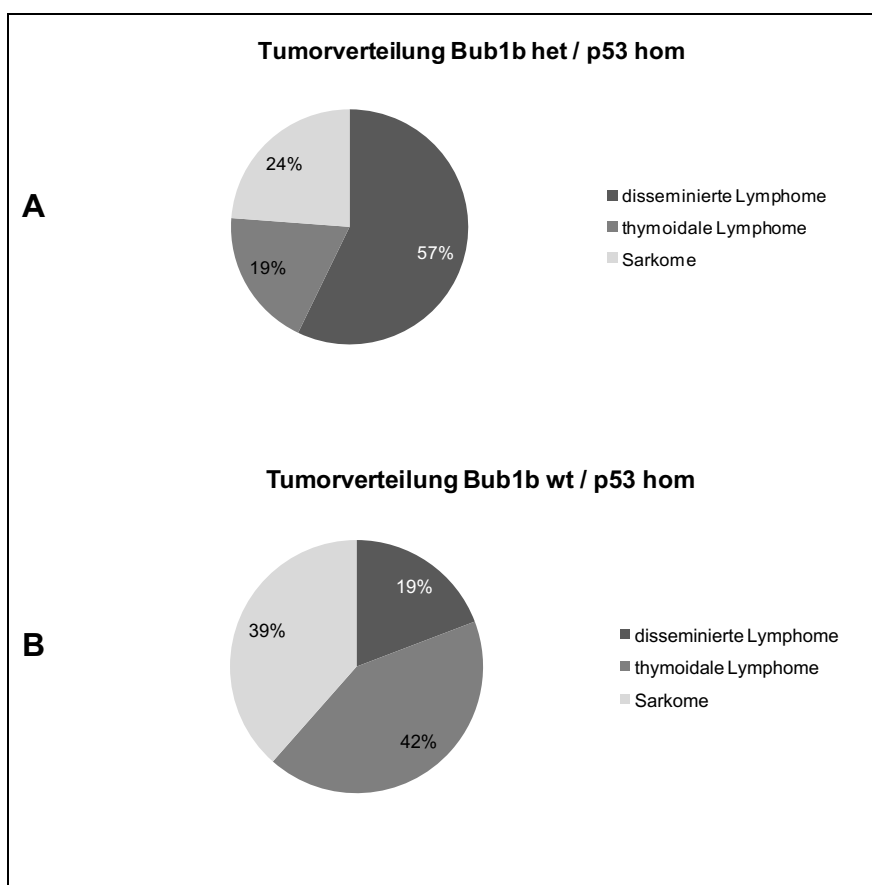 Tumorverteilung Bub1b het / p53 hom
A
24%
57%
19%
disseminierte Lymphome
thymoidale Lymphome
Sarkome
Tumorverteilung Bub1b wt / p53 hom
B
19%
39%
42%
disseminierte Lymphome
thymoidale Lymphome
Sarkome